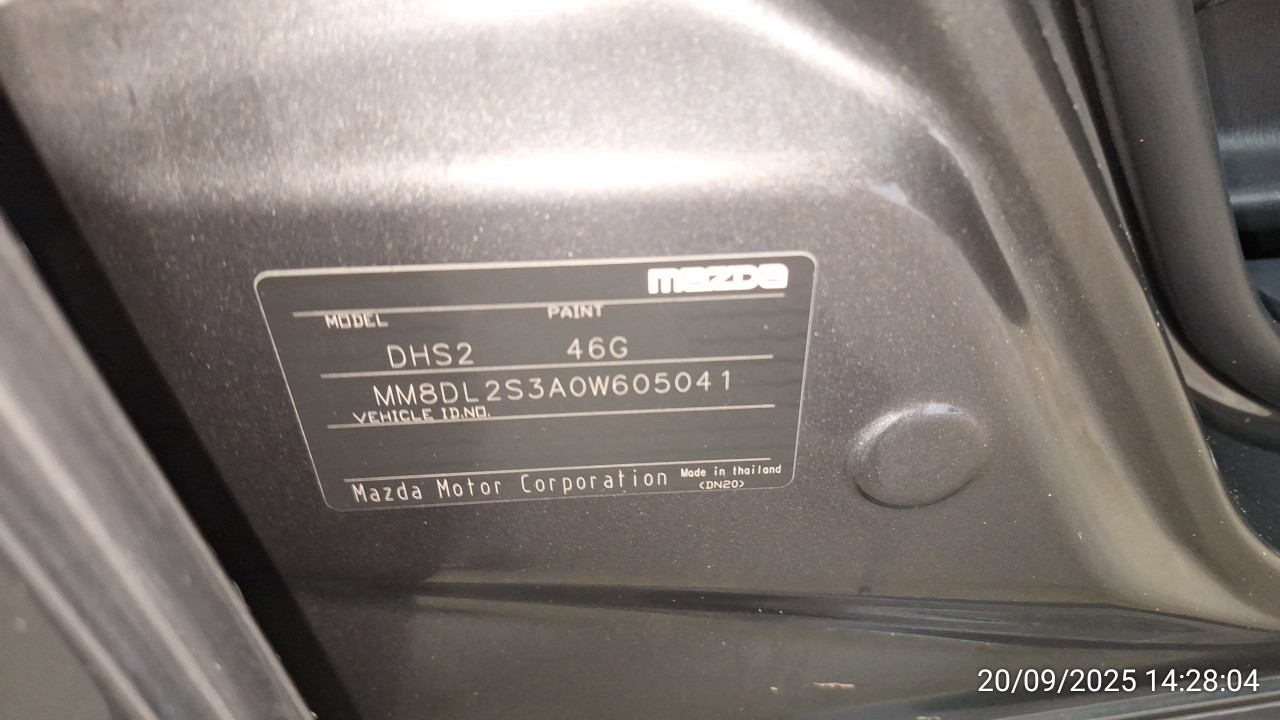 mazda
MODEL PAINT
DHS2 46G
MM8DL2S3A0W605041
VEHICLE ID.NO.
Mazda Motor Corporation Made in thailand
<DN20>
20/09/2025 14:28:04